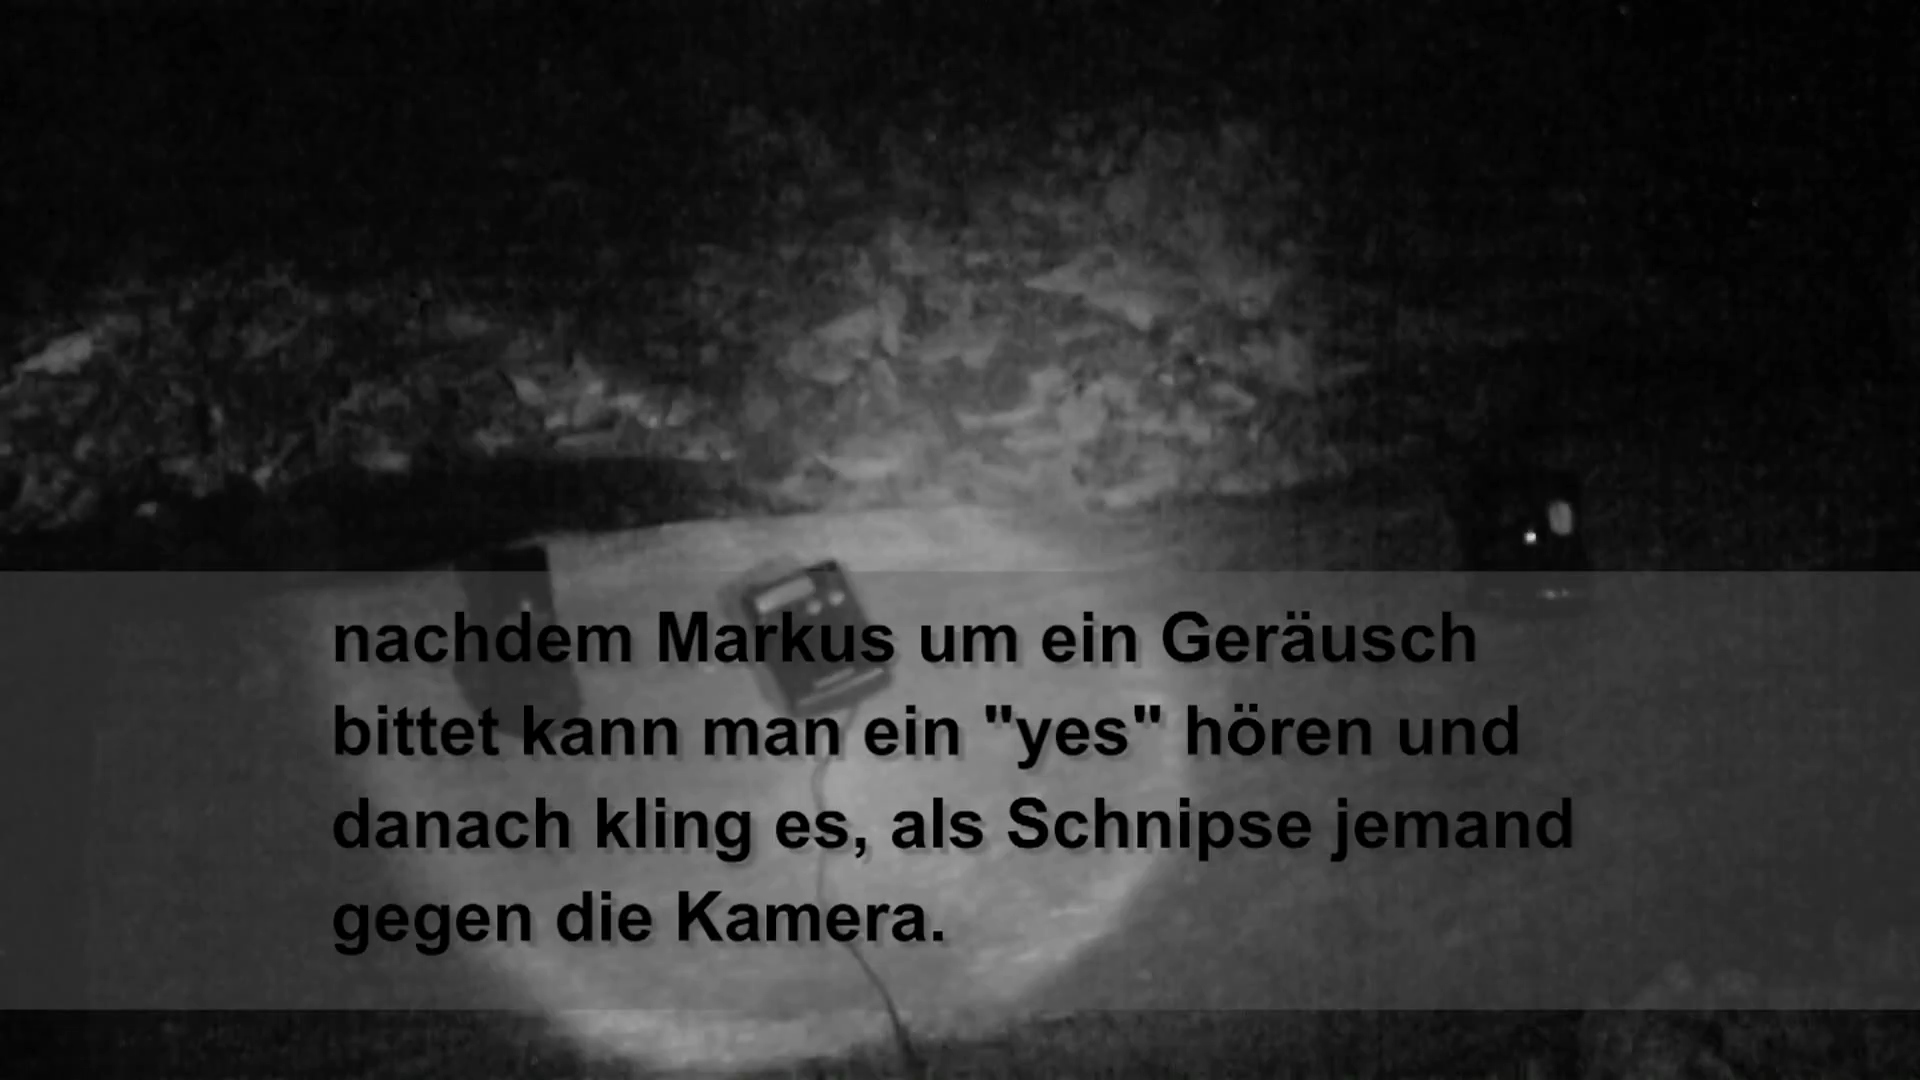 nachdem Markus um ein Geräusch
bittet kann man ein "yes" hören und
danach kling es, als Schnipse jemand
gegen die Kamera.